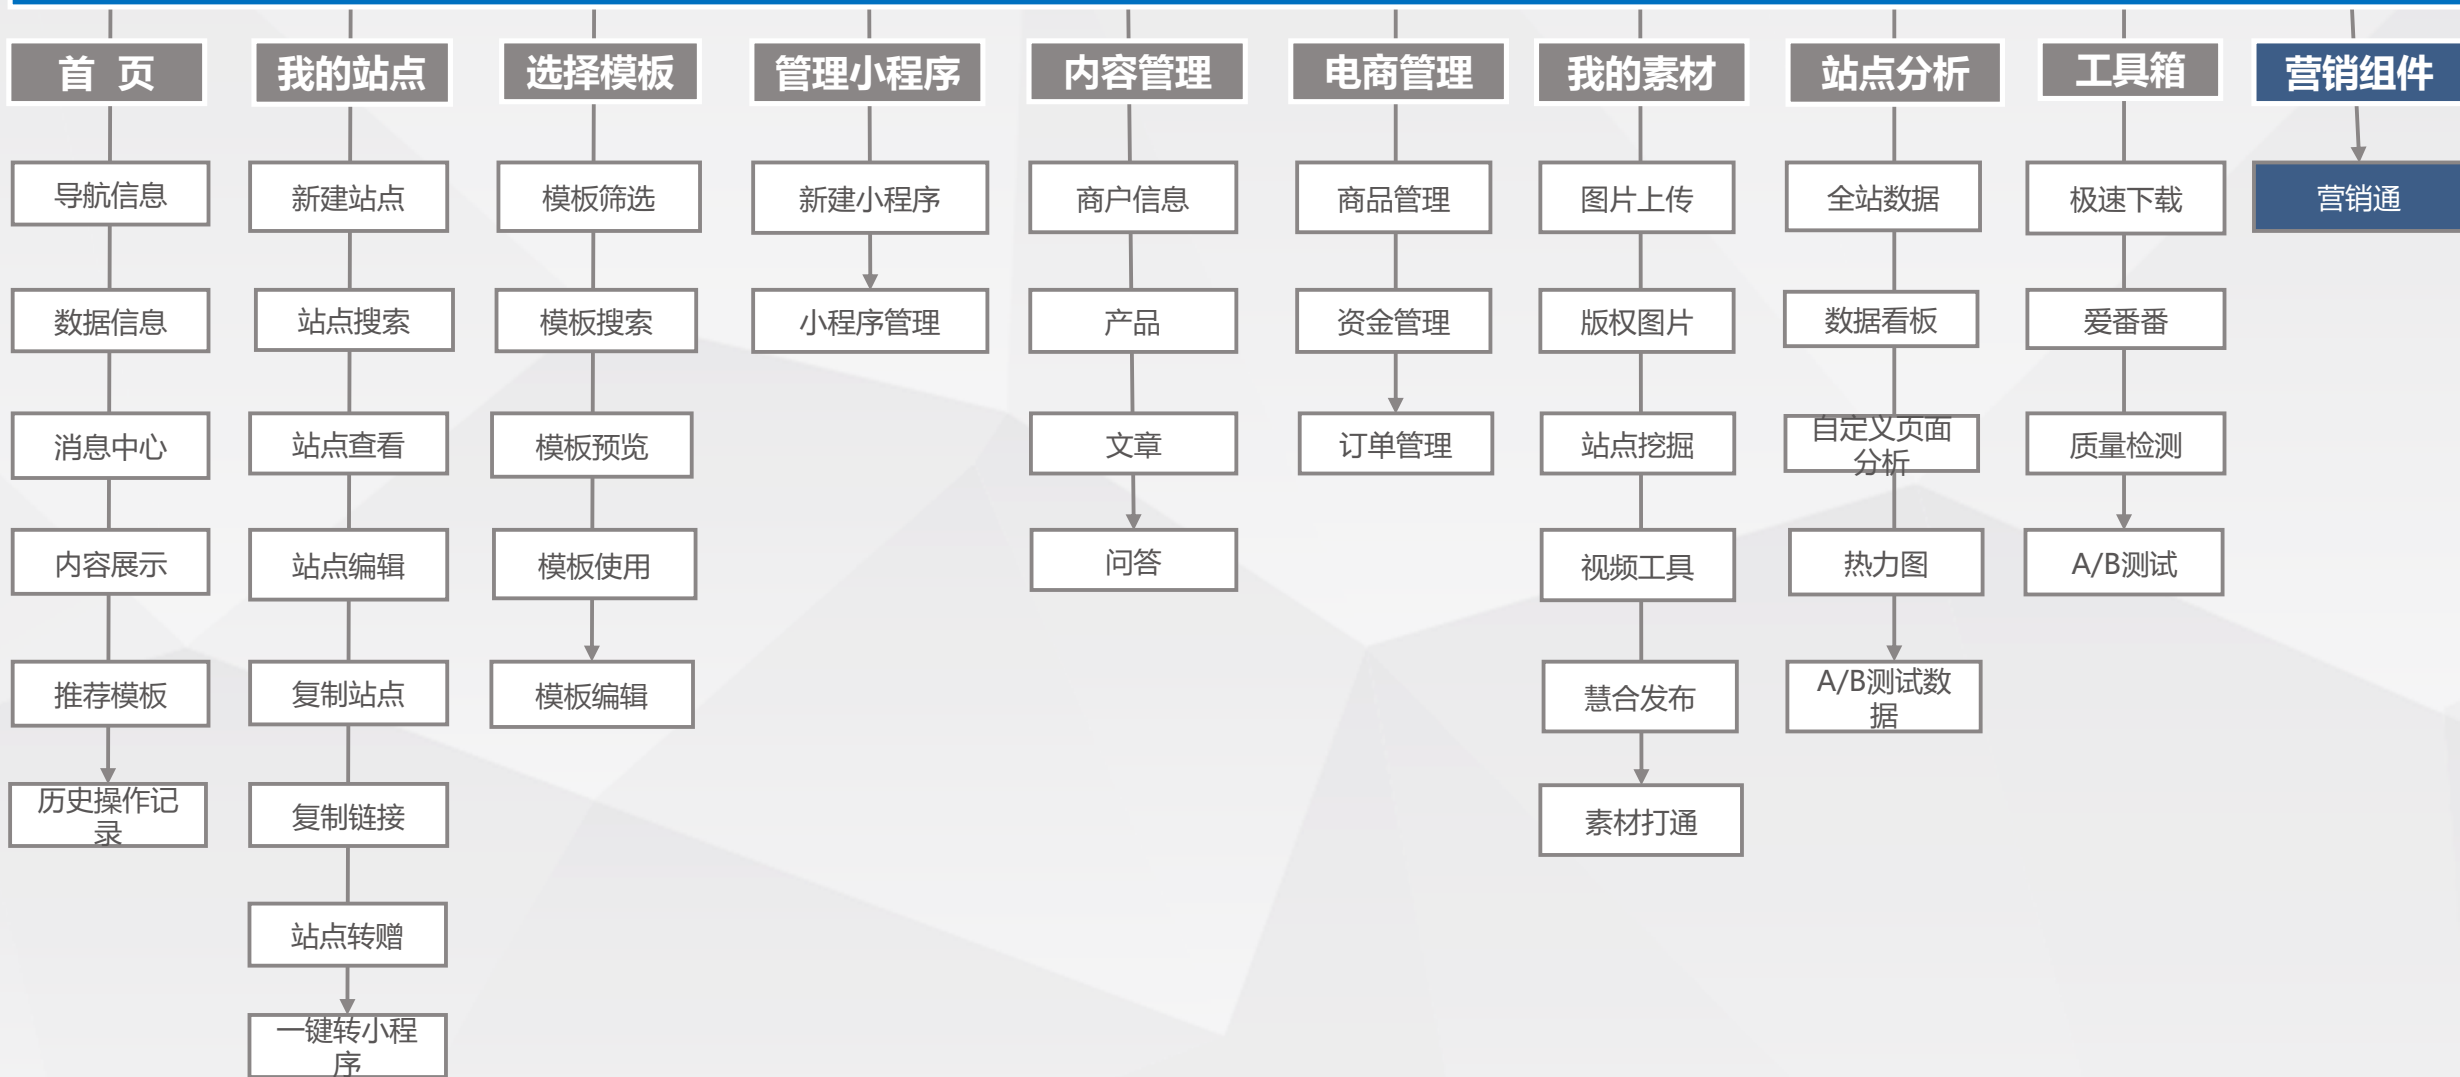 首 页
我的站点
选择模板
管理小程序
内容管理
电商管理
我的素材
站点分析
工具箱
营销组件
导航信息
新建站点
模板筛选
新建小程序
商户信息
商品管理
图片上传
全站数据
极速下载
营销通
数据信息
站点搜索
模板搜索
小程序管理
产品
资金管理
版权图片
数据看板
爱番番
消息中心
站点查看
模板预览
文章
订单管理
站点挖掘
自定义页面
分析
质量检测
内容展示
站点编辑
模板使用
问答
视频工具
热力图
A/B测试
推荐模板
复制站点
模板编辑
慧合发布
A/B测试数
据
历史操作记
录
复制链接
素材打通
站点转赠
一键转小程
序